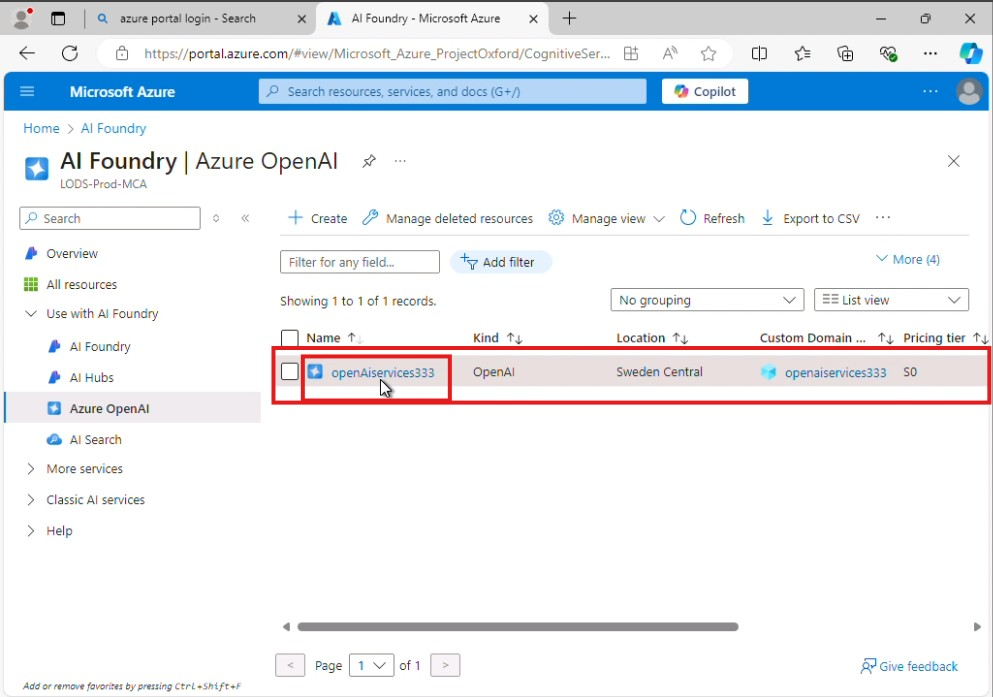 azure portal login - Search
AI Foundry - Microsoft Azure
https://portal.azure.com/#view/Microsoft_Azure_ProjectOxford/CognitiveSer...
Microsoft Azure
Search resources, services, and docs (G+/)
Copilot
Home > AI Foundry
AI Foundry | Azure OpenAI
LODS-Prod-MCA
Search
Overview
All resources
Use with AI Foundry
AI Foundry
AI Hubs
Azure OpenAI
AI Search
More services
Classic AI services
Help
Add or remove favorites by pressing Ctrl+Shift+F
Create Manage deleted resources Manage view Refresh Export to CSV
Filter for any field... Add filter More (4)
Showing 1 to 1 of 1 records. No grouping List view
Name Kind Location Custom Domain ... Pricing tier
openAiservices333 OpenAI Sweden Central openaiservices333 S0
< Page 1 of 1 >
Give feedback